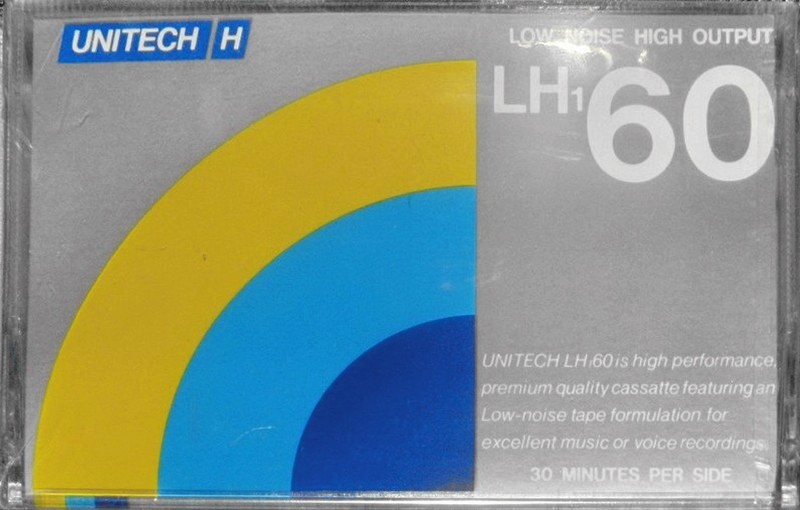 UNITECH H
LOW NOISE HIGH OUTPUT
LH1 60
UNITECH LH160 is high performance,
premium quality cassatte featuring an
Low-noise tape formulation for
excellent music or voice recordings.
30 MINUTES PER SIDE